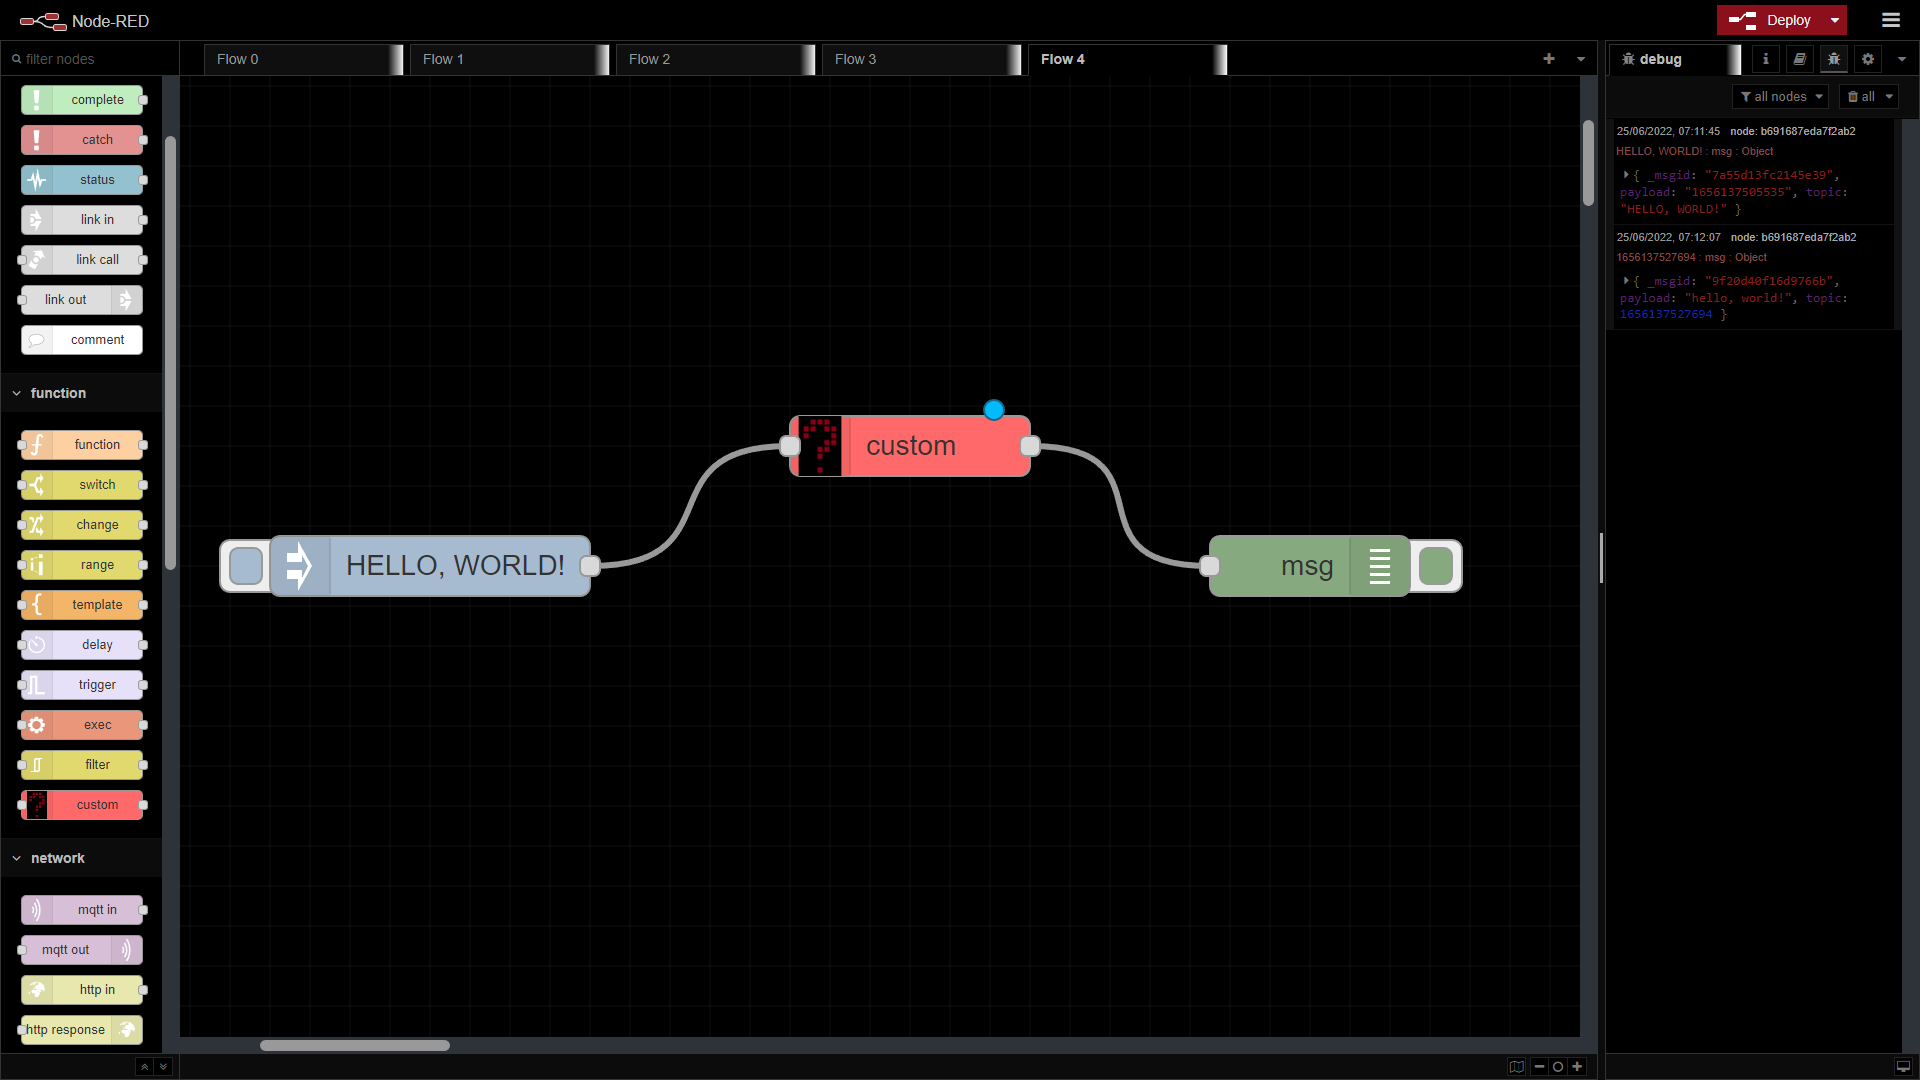 Node-RED
Deploy
filter nodes
Flow 0
Flow 1
Flow 2
Flow 3
Flow 4
debug
all nodes
all
complete
catch
status
link in
link call
link out
comment
function
function
switch
change
range
template
delay
trigger
exec
filter
custom
network
mqtt in
mqtt out
http in
http response
HELLO, WORLD!
custom
msg
25/06/2022, 07:11:45 node: b691687eda7f2ab2
HELLO, WORLD! : msg : Object
{ _msgid: "7a55d13fc2145e39",
payload: "1656137505535", topic:
"HELLO, WORLD!" }
25/06/2022, 07:12:07 node: b691687eda7f2ab2
1656137527694 : msg : Object
{ _msgid: "9f20d40f16d9766b",
payload: "hello, world!", topic:
1656137527694 }